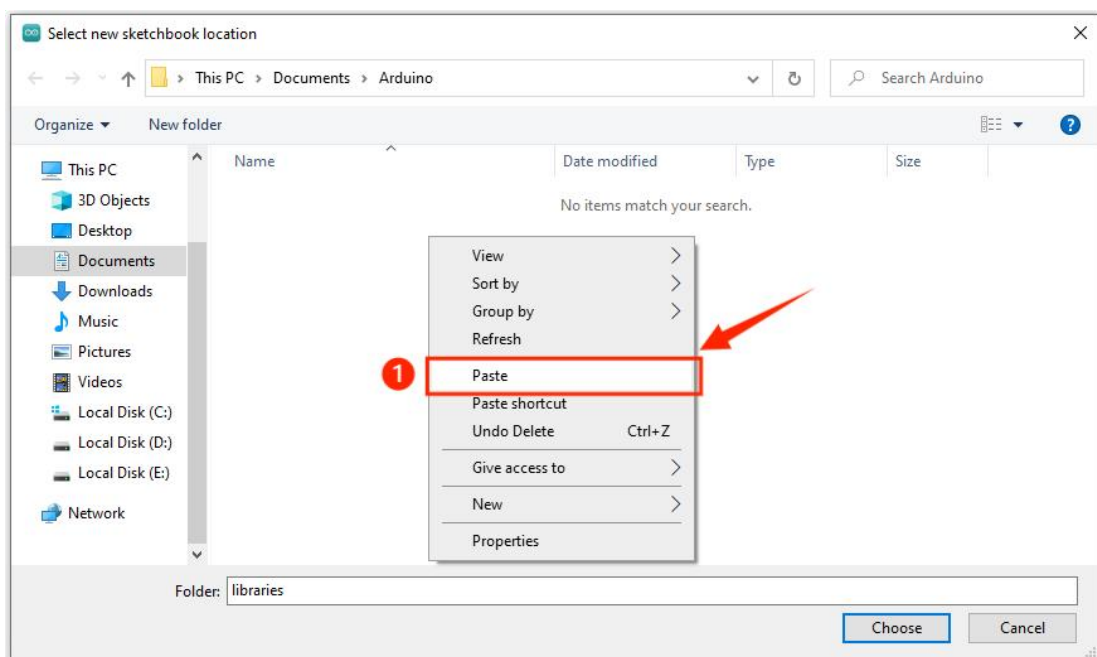 Select new sketchbook location
This PC > Documents > Arduino
Search Arduino
Organize New folder
Name Date modified Type Size
No items match your search.
This PC
3D Objects
Desktop
Documents
Downloads
Music
Pictures
Videos
Local Disk (C:)
Local Disk (D:)
Local Disk (E:)
Network
View
Sort by
Group by
Refresh
1 Paste
Paste shortcut
Undo Delete Ctrl+Z
Give access to
New
Properties
Folder: libraries
Choose Cancel